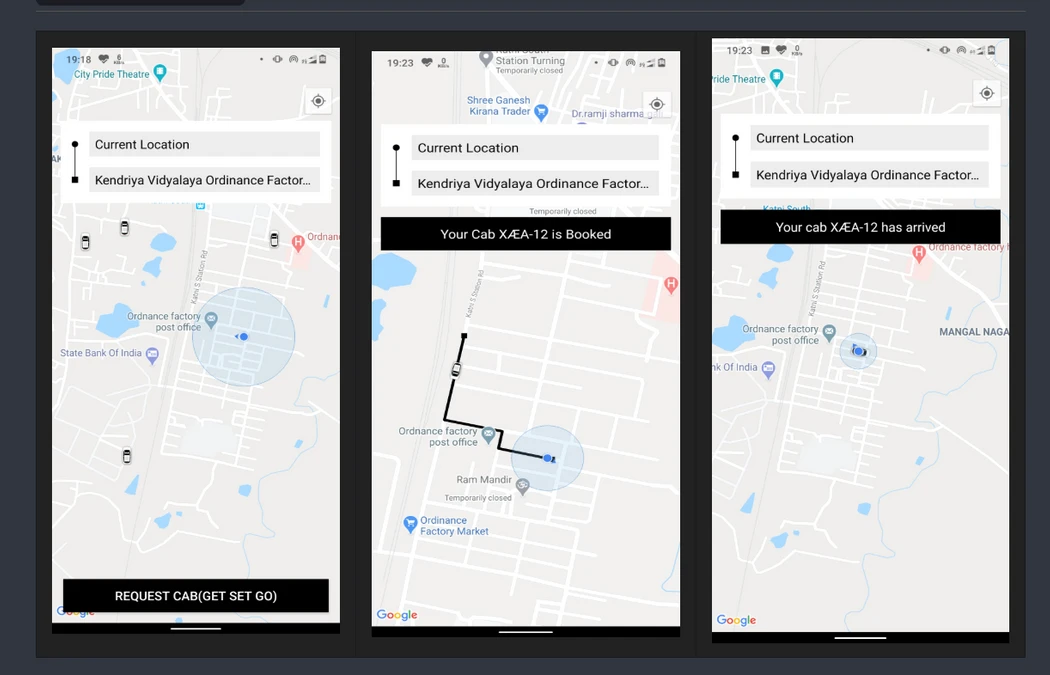 19:18
City Pride Theatre
Current Location
Kendriya Vidyalaya Ordinance Factor...
Ordnanc
Katni S Station Rd
Ordnance factory
post office
State Bank Of India
REQUEST CAB(GET SET GO)
Google
19:23
Katni South
Station Turning
Temporarily closed
Shree Ganesh
Kirana Trader
Dr.ramji sharma
Current Location
Kendriya Vidyalaya Ordinance Factor...
Temporarily closed
Your Cab XÆA-12 is Booked
Katni S Station Rd
Ordnance factory
post office
Ram Mandir
Temporarily closed
Ordinance
Factory Market
Google
19:23
ride Theatre
Current Location
Kendriya Vidyalaya Ordinance Factor...
Katni South
Your cab XÆA-12 has arrived
Ordnance factory
Katni S Station Rd
Ordnance factory
post office
MANGAL NAGA
nk Of India
Google